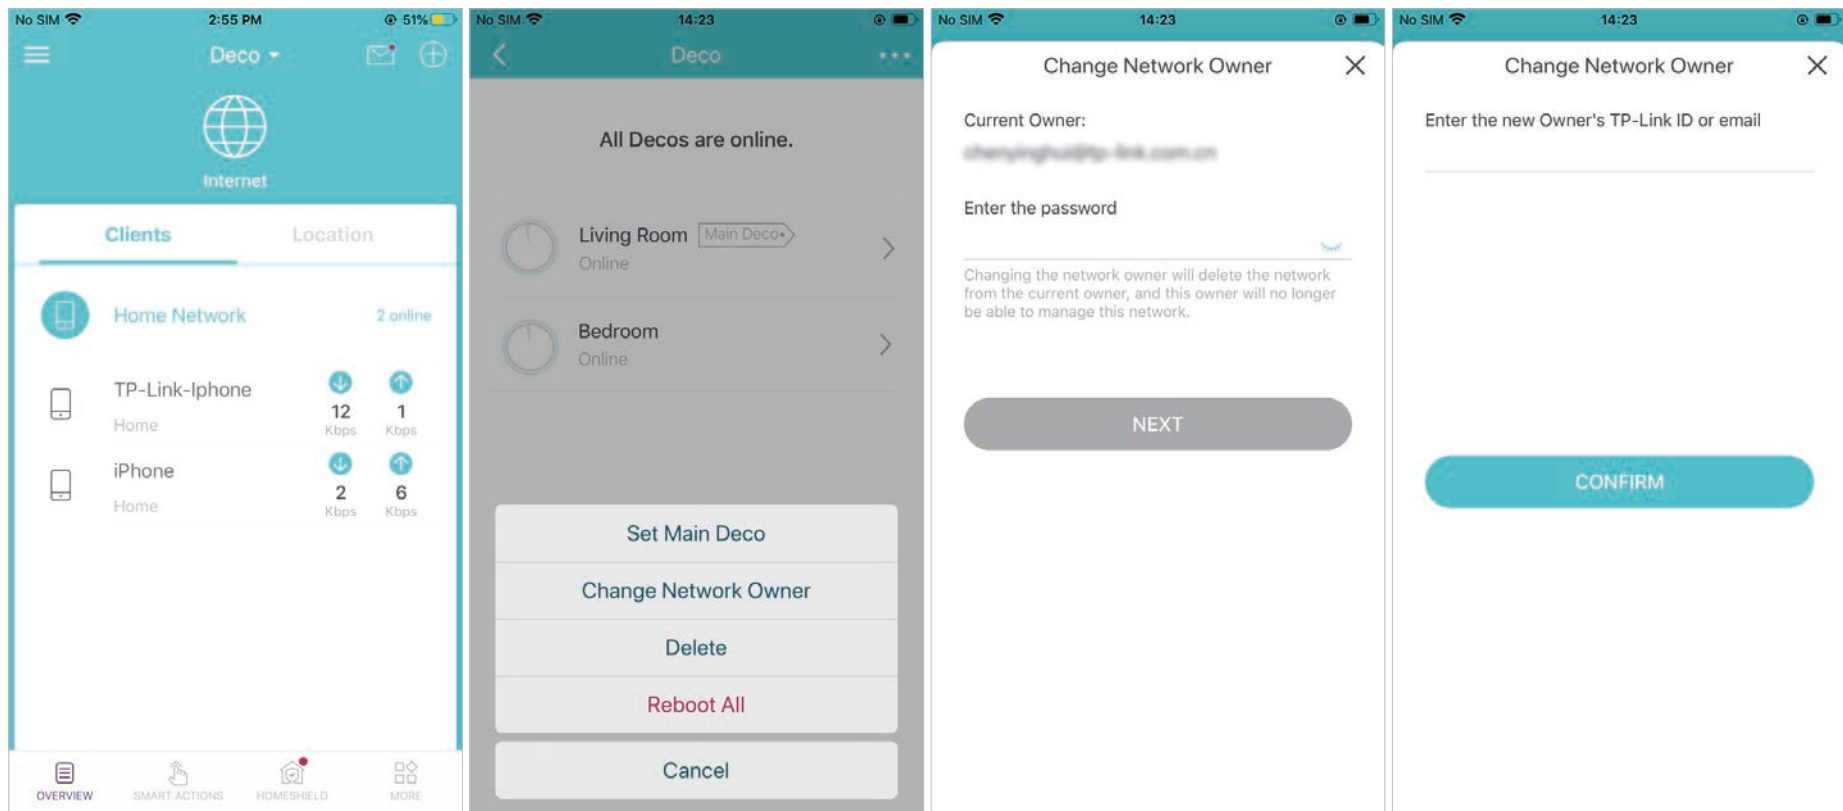 No SIM 2:55 PM 51%
Deco
Internet
Clients Location
Home Network 2 online
TP-Link-Iphone 12 1
Home Kbps Kbps
iPhone 2 6
Home Kbps Kbps
OVERVIEW SMART ACTIONS HOMESHIELD MORE
No SIM 14:23
Deco
All Decos are online.
Living Room Main Deco
Online
Bedroom
Online
Set Main Deco
Change Network Owner
Delete
Reboot All
Cancel
No SIM 14:23
Change Network Owner
Current Owner:
Enter the password
Changing the network owner will delete the network
from the current owner, and this owner will no longer
be able to manage this network.
NEXT
No SIM 14:23
Change Network Owner
Enter the new Owner's TP-Link ID or email
CONFIRM